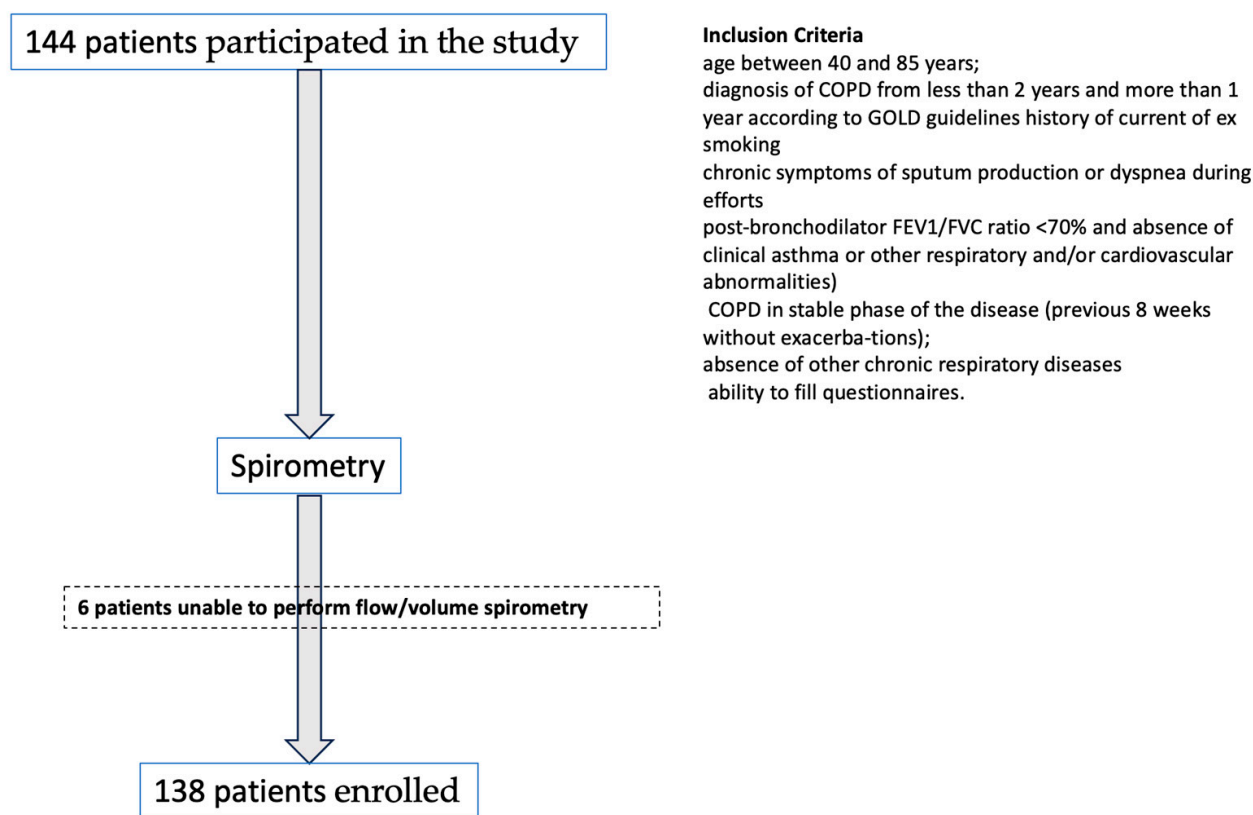 144 patients participated in the study
Inclusion Criteria
age between 40 and 85 years;
diagnosis of COPD from less than 2 years and more than 1
year according to GOLD guidelines history of current of ex
smoking
chronic symptoms of sputum production or dyspnea during
efforts
post-bronchodilator FEV1/FVC ratio <70% and absence of
clinical asthma or other respiratory and/or cardiovascular
abnormalities)
COPD in stable phase of the disease (previous 8 weeks
without exacerba-tions);
absence of other chronic respiratory diseases
ability to fill questionnaires.
Spirometry
6 patients unable to perform flow/volume spirometry
138 patients enrolled